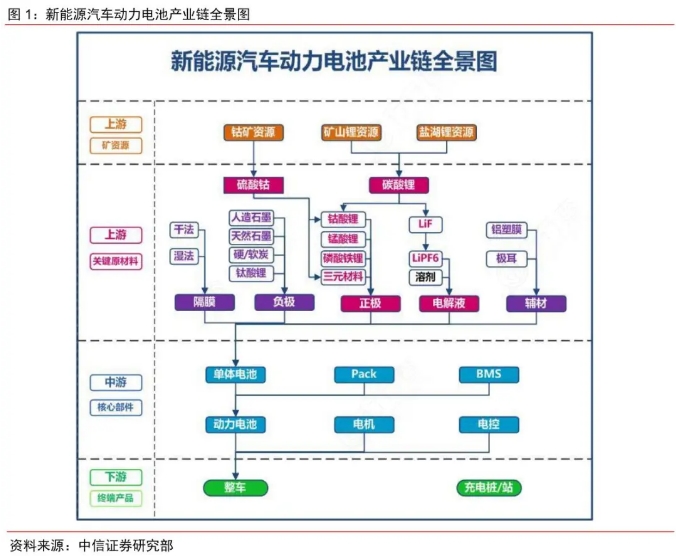 图 1：新能源汽车动力电池产业链全景图
新能源汽车动力电池产业链全景图
上游
矿资源
钴矿资源
矿山锂资源
盐湖锂资源
上游
关键原材料
硫酸钴
碳酸锂
干法
湿法
隔膜
人造石墨
天然石墨
硬/软炭
钛酸锂
负极
钴酸锂
锰酸锂
磷酸铁锂
三元材料
正极
LiF
LiPF6
溶剂
电解液
铝塑膜
极耳
辅材
中游
核心部件
单体电池
Pack
BMS
动力电池
电机
电控
下游
终端产品
整车
充电桩/站
资料来源：中信证券研究部